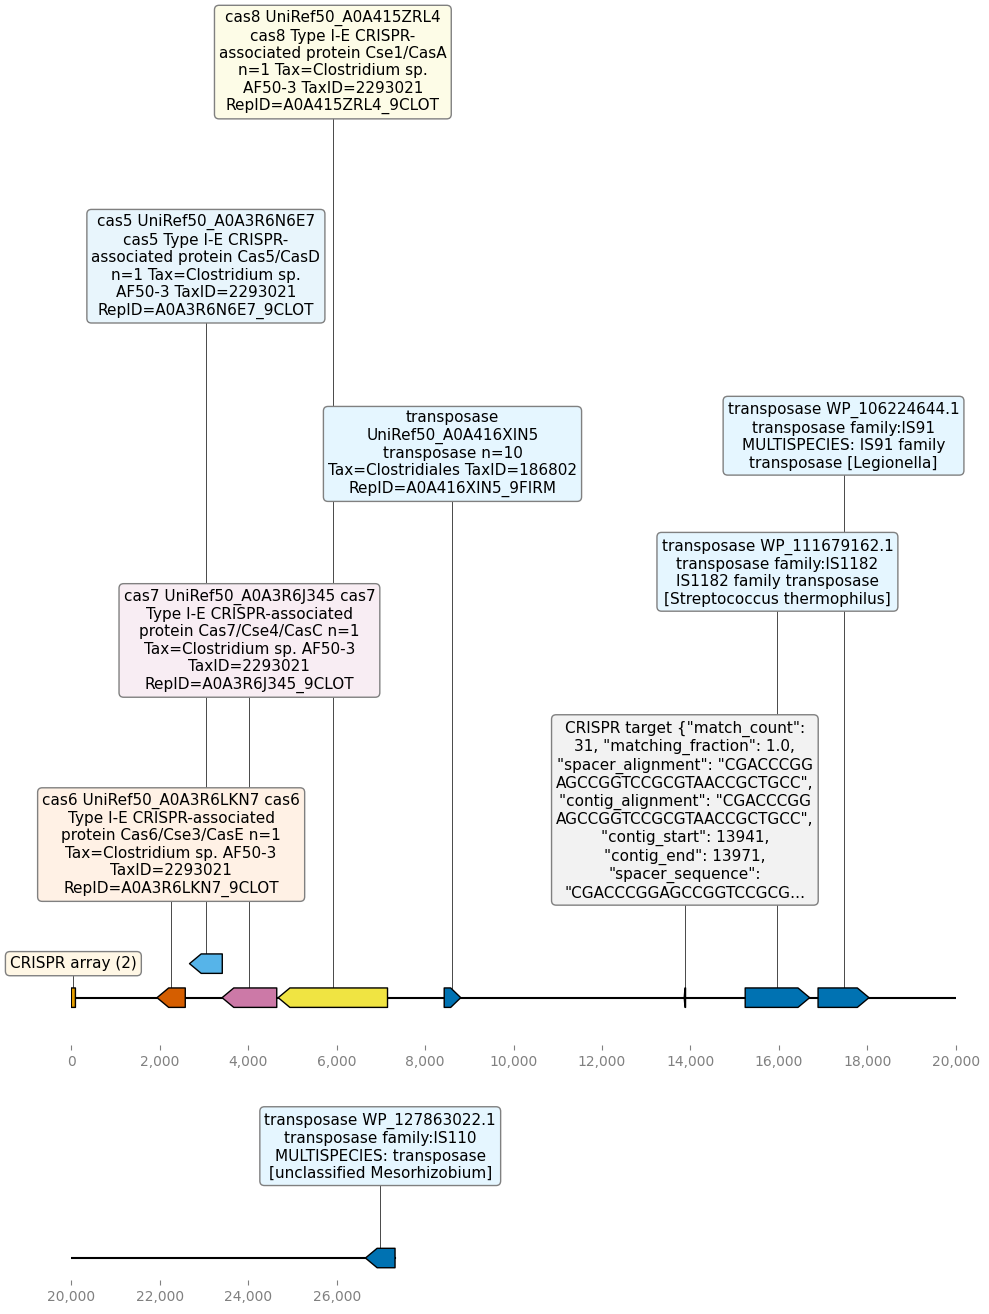 cas8 UniRef50_A0A415ZRL4
cas8 Type I-E CRISPR-
associated protein Cse1/CasA
n=1 Tax=Clostridium sp.
AF50-3 TaxID=2293021
RepID=A0A415ZRL4_9CLOT
cas5 UniRef50_A0A3R6N6E7
cas5 Type I-E CRISPR-
associated protein Cas5/CasD
n=1 Tax=Clostridium sp.
AF50-3 TaxID=2293021
RepID=A0A3R6N6E7_9CLOT
transposase
UniRef50_A0A416XIN5
transposase n=10
Tax=Clostridiales TaxID=186802
RepID=A0A416XIN5_9FIRM
transposase WP_106224644.1
transposase family:IS91
MULTISPECIES: IS91 family
transposase [Legionella]
transposase WP_111679162.1
transposase family:IS1182
IS1182 family transposase
[Streptococcus thermophilus]
cas7 UniRef50_A0A3R6J345 cas7
Type I-E CRISPR-associated
protein Cas7/Cse4/CasC n=1
Tax=Clostridium sp. AF50-3
TaxID=2293021
RepID=A0A3R6J345_9CLOT
CRISPR target {"match_count":
31, "matching_fraction": 1.0,
"spacer_alignment": "CGACCCGG
AGCCGGTCCGCGTAACCGCTGCC",
"contig_alignment": "CGACCCGG
AGCCGGTCCGCGTAACCGCTGCC",
"contig_start": 13941,
"contig_end": 13971,
"spacer_sequence":
"CGACCCGGAGCCGGTCCGCG...
cas6 UniRef50_A0A3R6LKN7 cas6
Type I-E CRISPR-associated
protein Cas6/Cse3/CasE n=1
Tax=Clostridium sp. AF50-3
TaxID=2293021
RepID=A0A3R6LKN7_9CLOT
CRISPR array (2)
0 2,000 4,000 6,000 8,000 10,000 12,000 14,000 16,000 18,000 20,000
transposase WP_127863022.1
transposase family:IS110
MULTISPECIES: transposase
[unclassified Mesorhizobium]
20,000 22,000 24,000 26,000